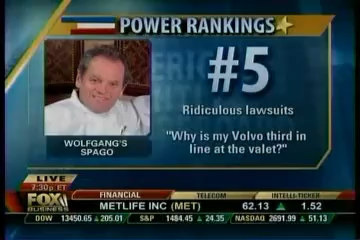 POWER RANKINGS
#5
Ridiculous lawsuits
"Why is my Volvo third in
line at the valet?"
WOLFGANG'S
SPAGO
LIVE
7:30p ET
FOX
BUSINESS
FINANCIAL
TELECOM
INTELLI-TICKER
METLIFE INC (MET) 62.13 ▲ 1.52
DOW 13450.65 ▲ 205.01 S&P 1484.45 ▲ 24.35 NASDAQ 2691.99 ▲ 51.13